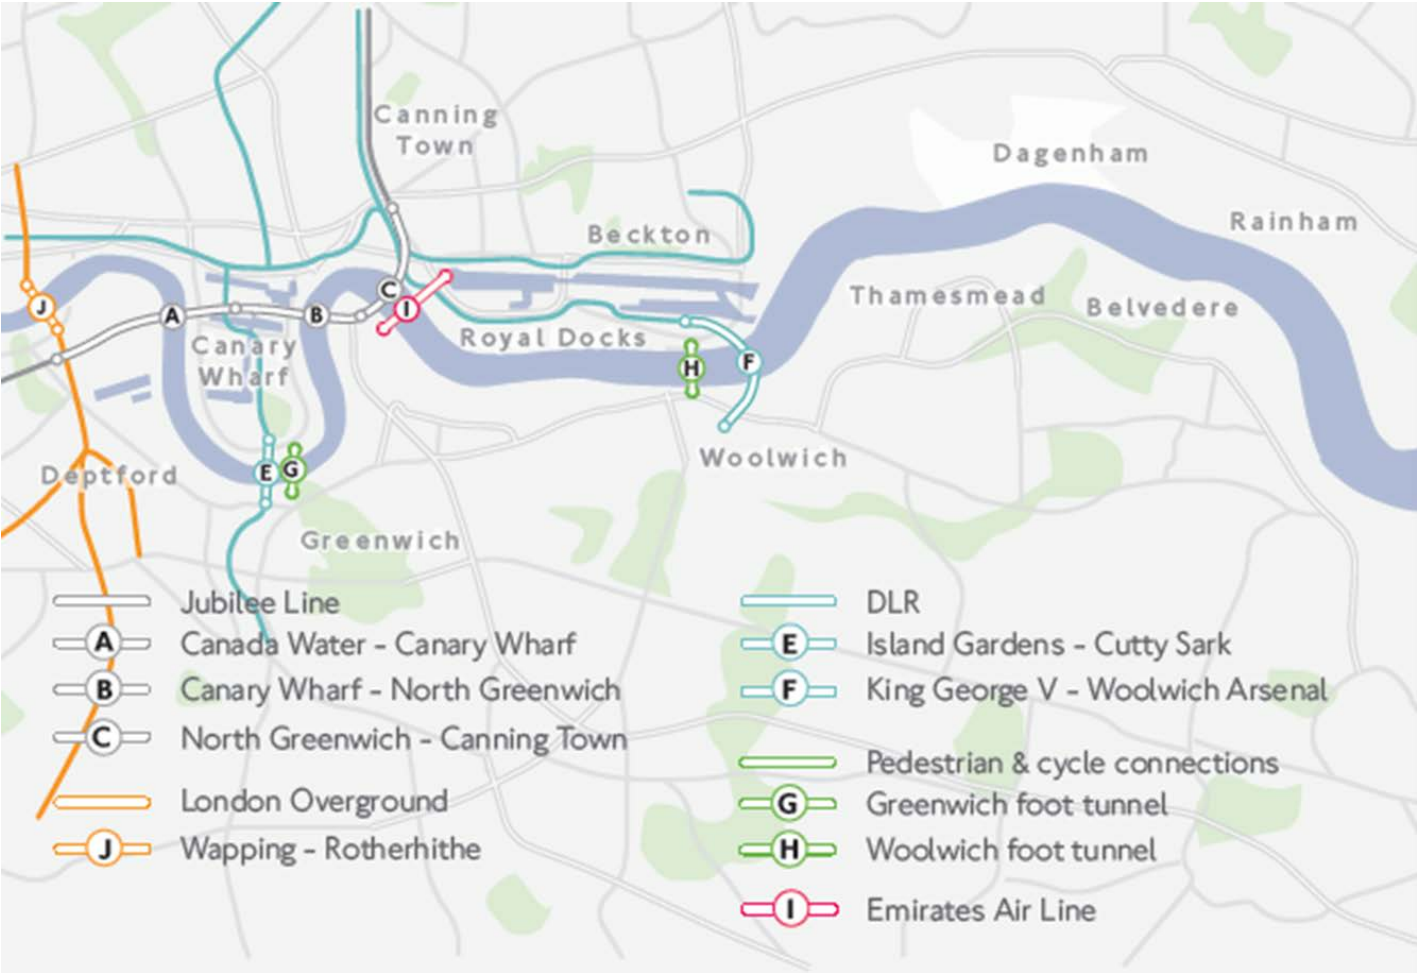 Canning
Town
Dagenham
Rainham
Beckton
Thamesmead
Belvedere
J
A
B
C
I
Royal Docks
Canary
Wharf
H
F
Woolwich
Deptford
E
G
Greenwich
Jubilee Line
A Canada Water - Canary Wharf
B Canary Wharf - North Greenwich
C North Greenwich - Canning Town
London Overground
J Wapping - Rotherhithe
DLR
E Island Gardens - Cutty Sark
F King George V - Woolwich Arsenal
Pedestrian & cycle connections
G Greenwich foot tunnel
H Woolwich foot tunnel
I Emirates Air Line